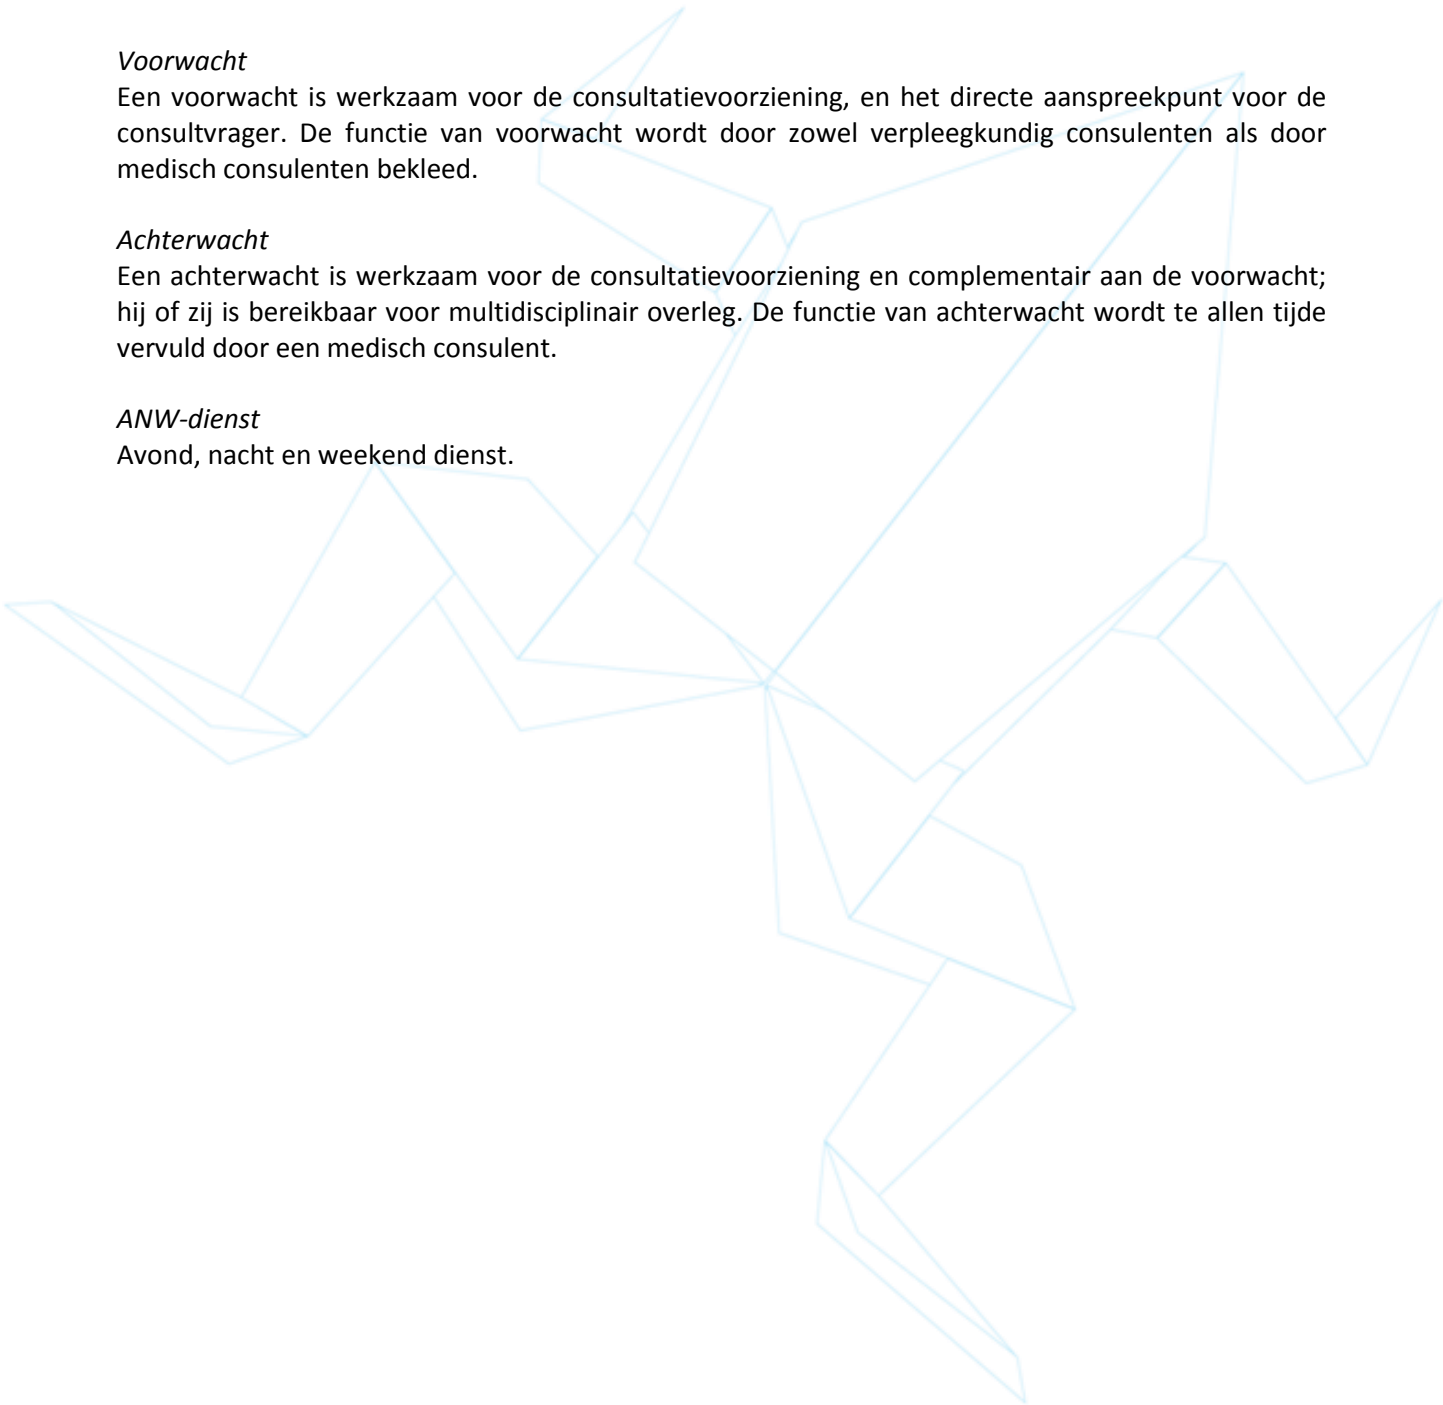 Voorwacht
Een voorwacht is werkzaam voor de consultatievoorziening, en het directe aanspreekpunt voor de
consultvrager. De functie van voorwacht wordt door zowel verpleegkundig consulenten als door
medisch consulenten bekleed.
Achterwacht
Een achterwacht is werkzaam voor de consultatievoorziening en complementair aan de voorwacht;
hij of zij is bereikbaar voor multidisciplinair overleg. De functie van achterwacht wordt te allen tijde
vervuld door een medisch consulent.
ANW-dienst
Avond, nacht en weekend dienst.